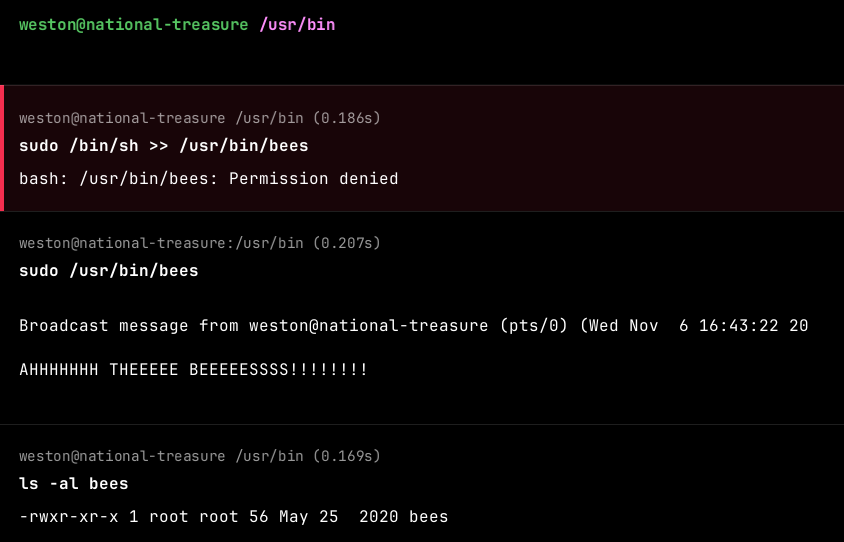 weston@national-treasure /usr/bin
weston@national-treasure /usr/bin (0.186s)
sudo /bin/sh >> /usr/bin/bees
bash: /usr/bin/bees: Permission denied
weston@national-treasure:/usr/bin (0.207s)
sudo /usr/bin/bees
Broadcast message from weston@national-treasure (pts/0) (Wed Nov  6 16:43:22 20
AHHHHHHH THEEEEE BEEEEESSSS!!!!!!!!
weston@national-treasure /usr/bin (0.169s)
ls -al bees
-rwxr-xr-x 1 root root 56 May 25  2020 bees